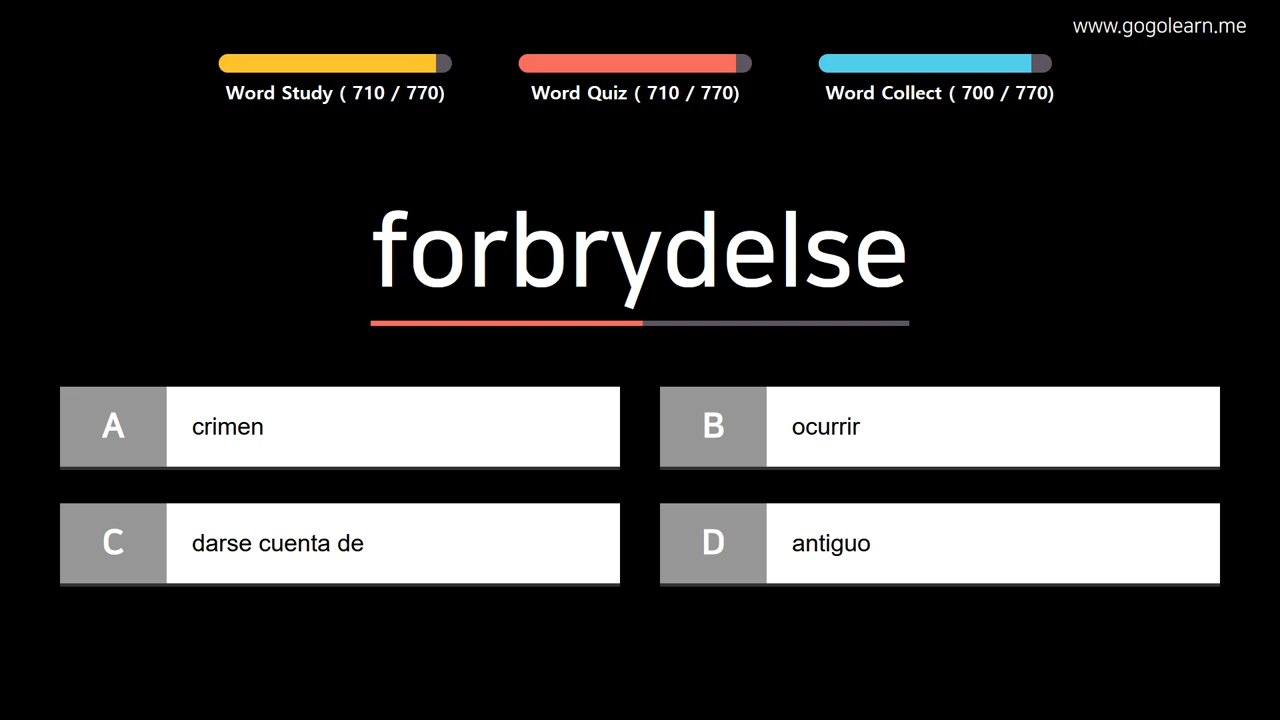 www.gogolearn.me
Word Study ( 710 / 770)
Word Quiz ( 710 / 770)
Word Collect ( 700 / 770)
forbrydelse
A crimen
B ocurrir
C darse cuenta de
D antiguo